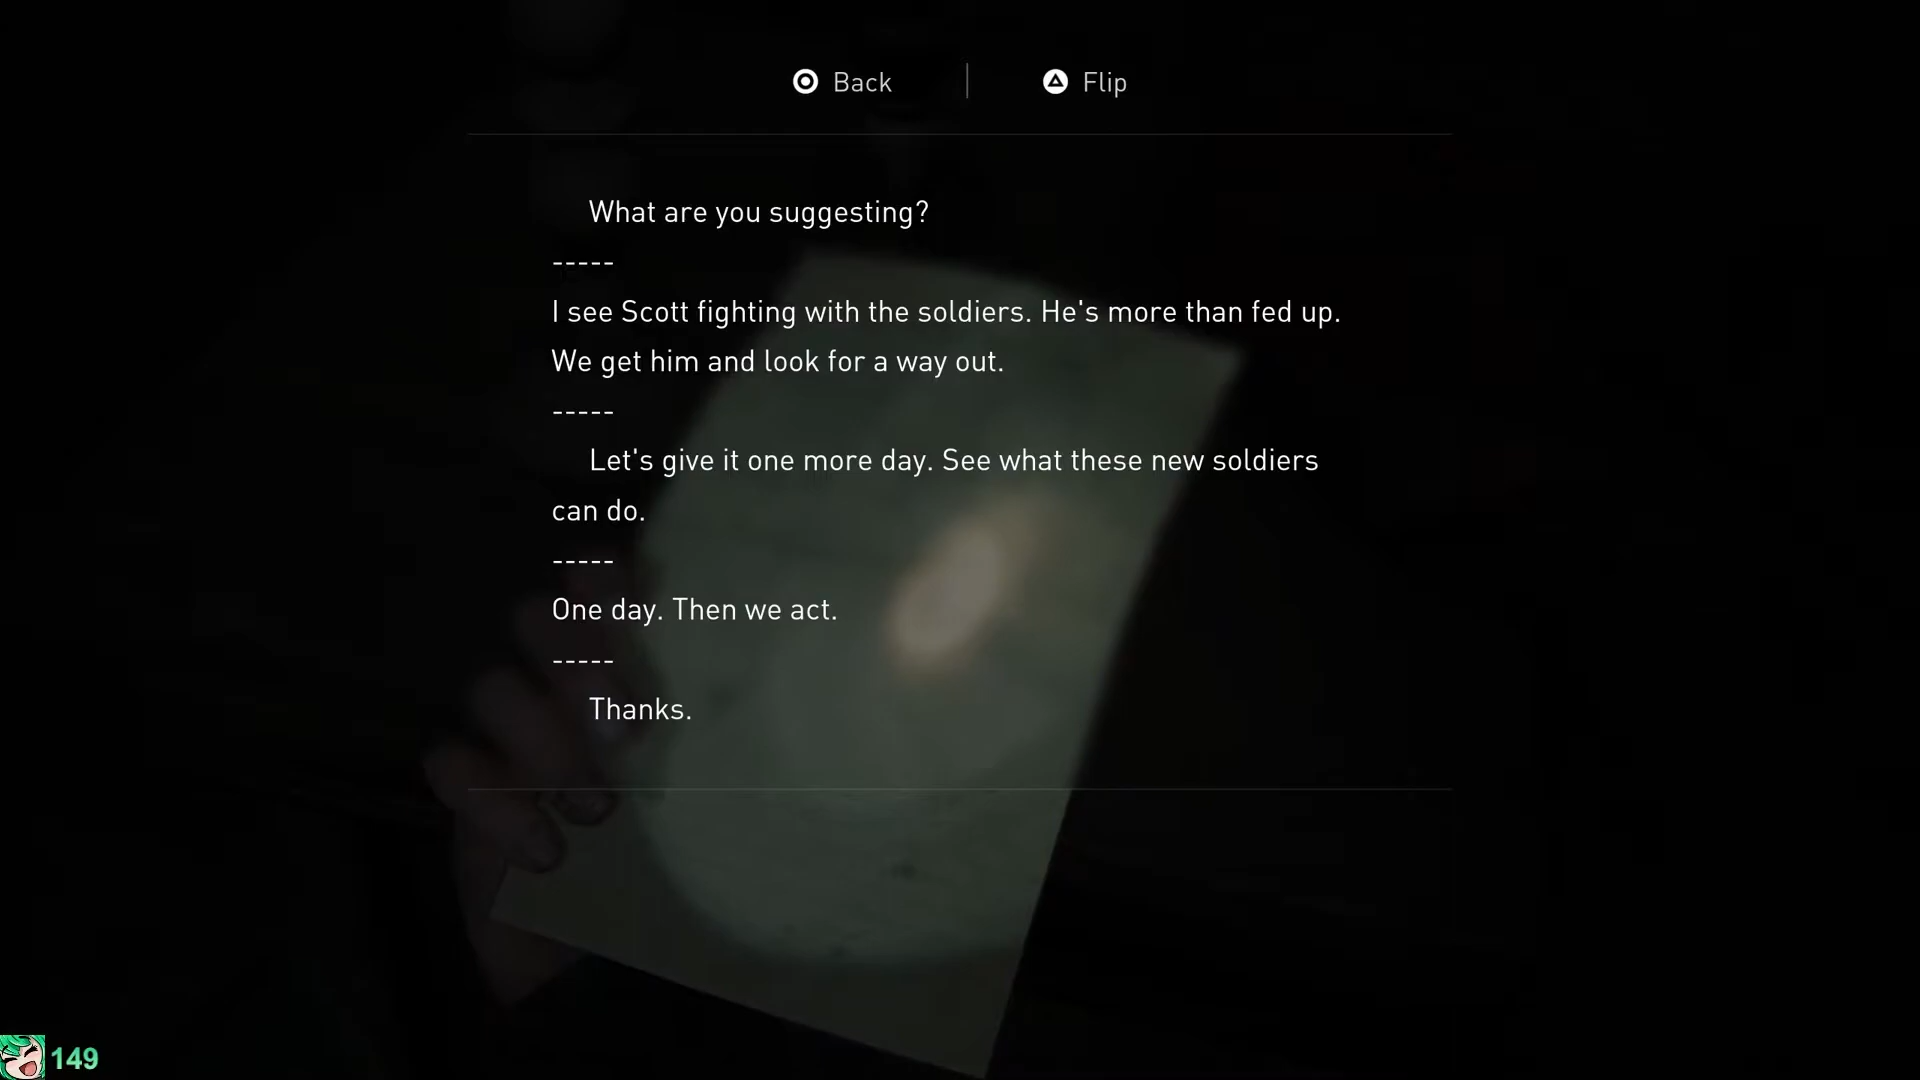 Back
Flip
What are you suggesting?
-----
I see Scott fighting with the soldiers. He's more than fed up.
We get him and look for a way out.
-----
Let's give it one more day. See what these new soldiers
can do.
-----
One day. Then we act.
-----
Thanks.
149